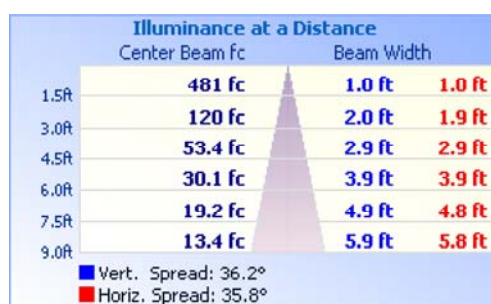 Illuminance at a Distance
Center Beam fc Beam Width
1.5ft 481 fc 1.0 ft 1.0 ft
3.0ft 120 fc 2.0 ft 1.9 ft
4.5ft 53.4 fc 2.9 ft 2.9 ft
6.0ft 30.1 fc 3.9 ft 3.9 ft
7.5ft 19.2 fc 4.9 ft 4.8 ft
9.0ft 13.4 fc 5.9 ft 5.8 ft
Vert. Spread: 36.2°
Horiz. Spread: 35.8°